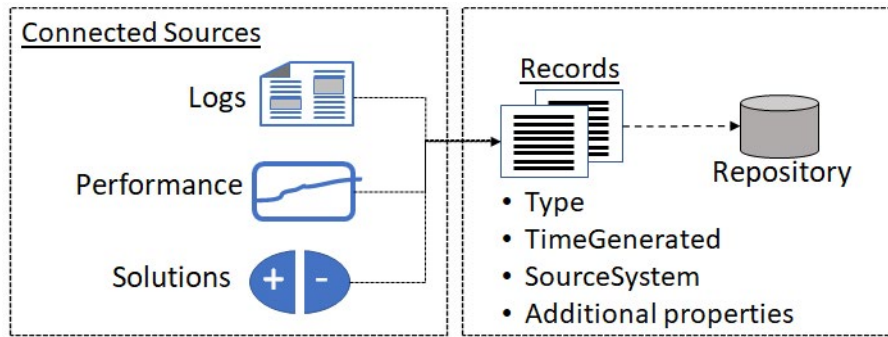 Connected Sources
Logs
Performance
Solutions
+ -
Records
Repository
• Type
• TimeGenerated
• SourceSystem
• Additional properties